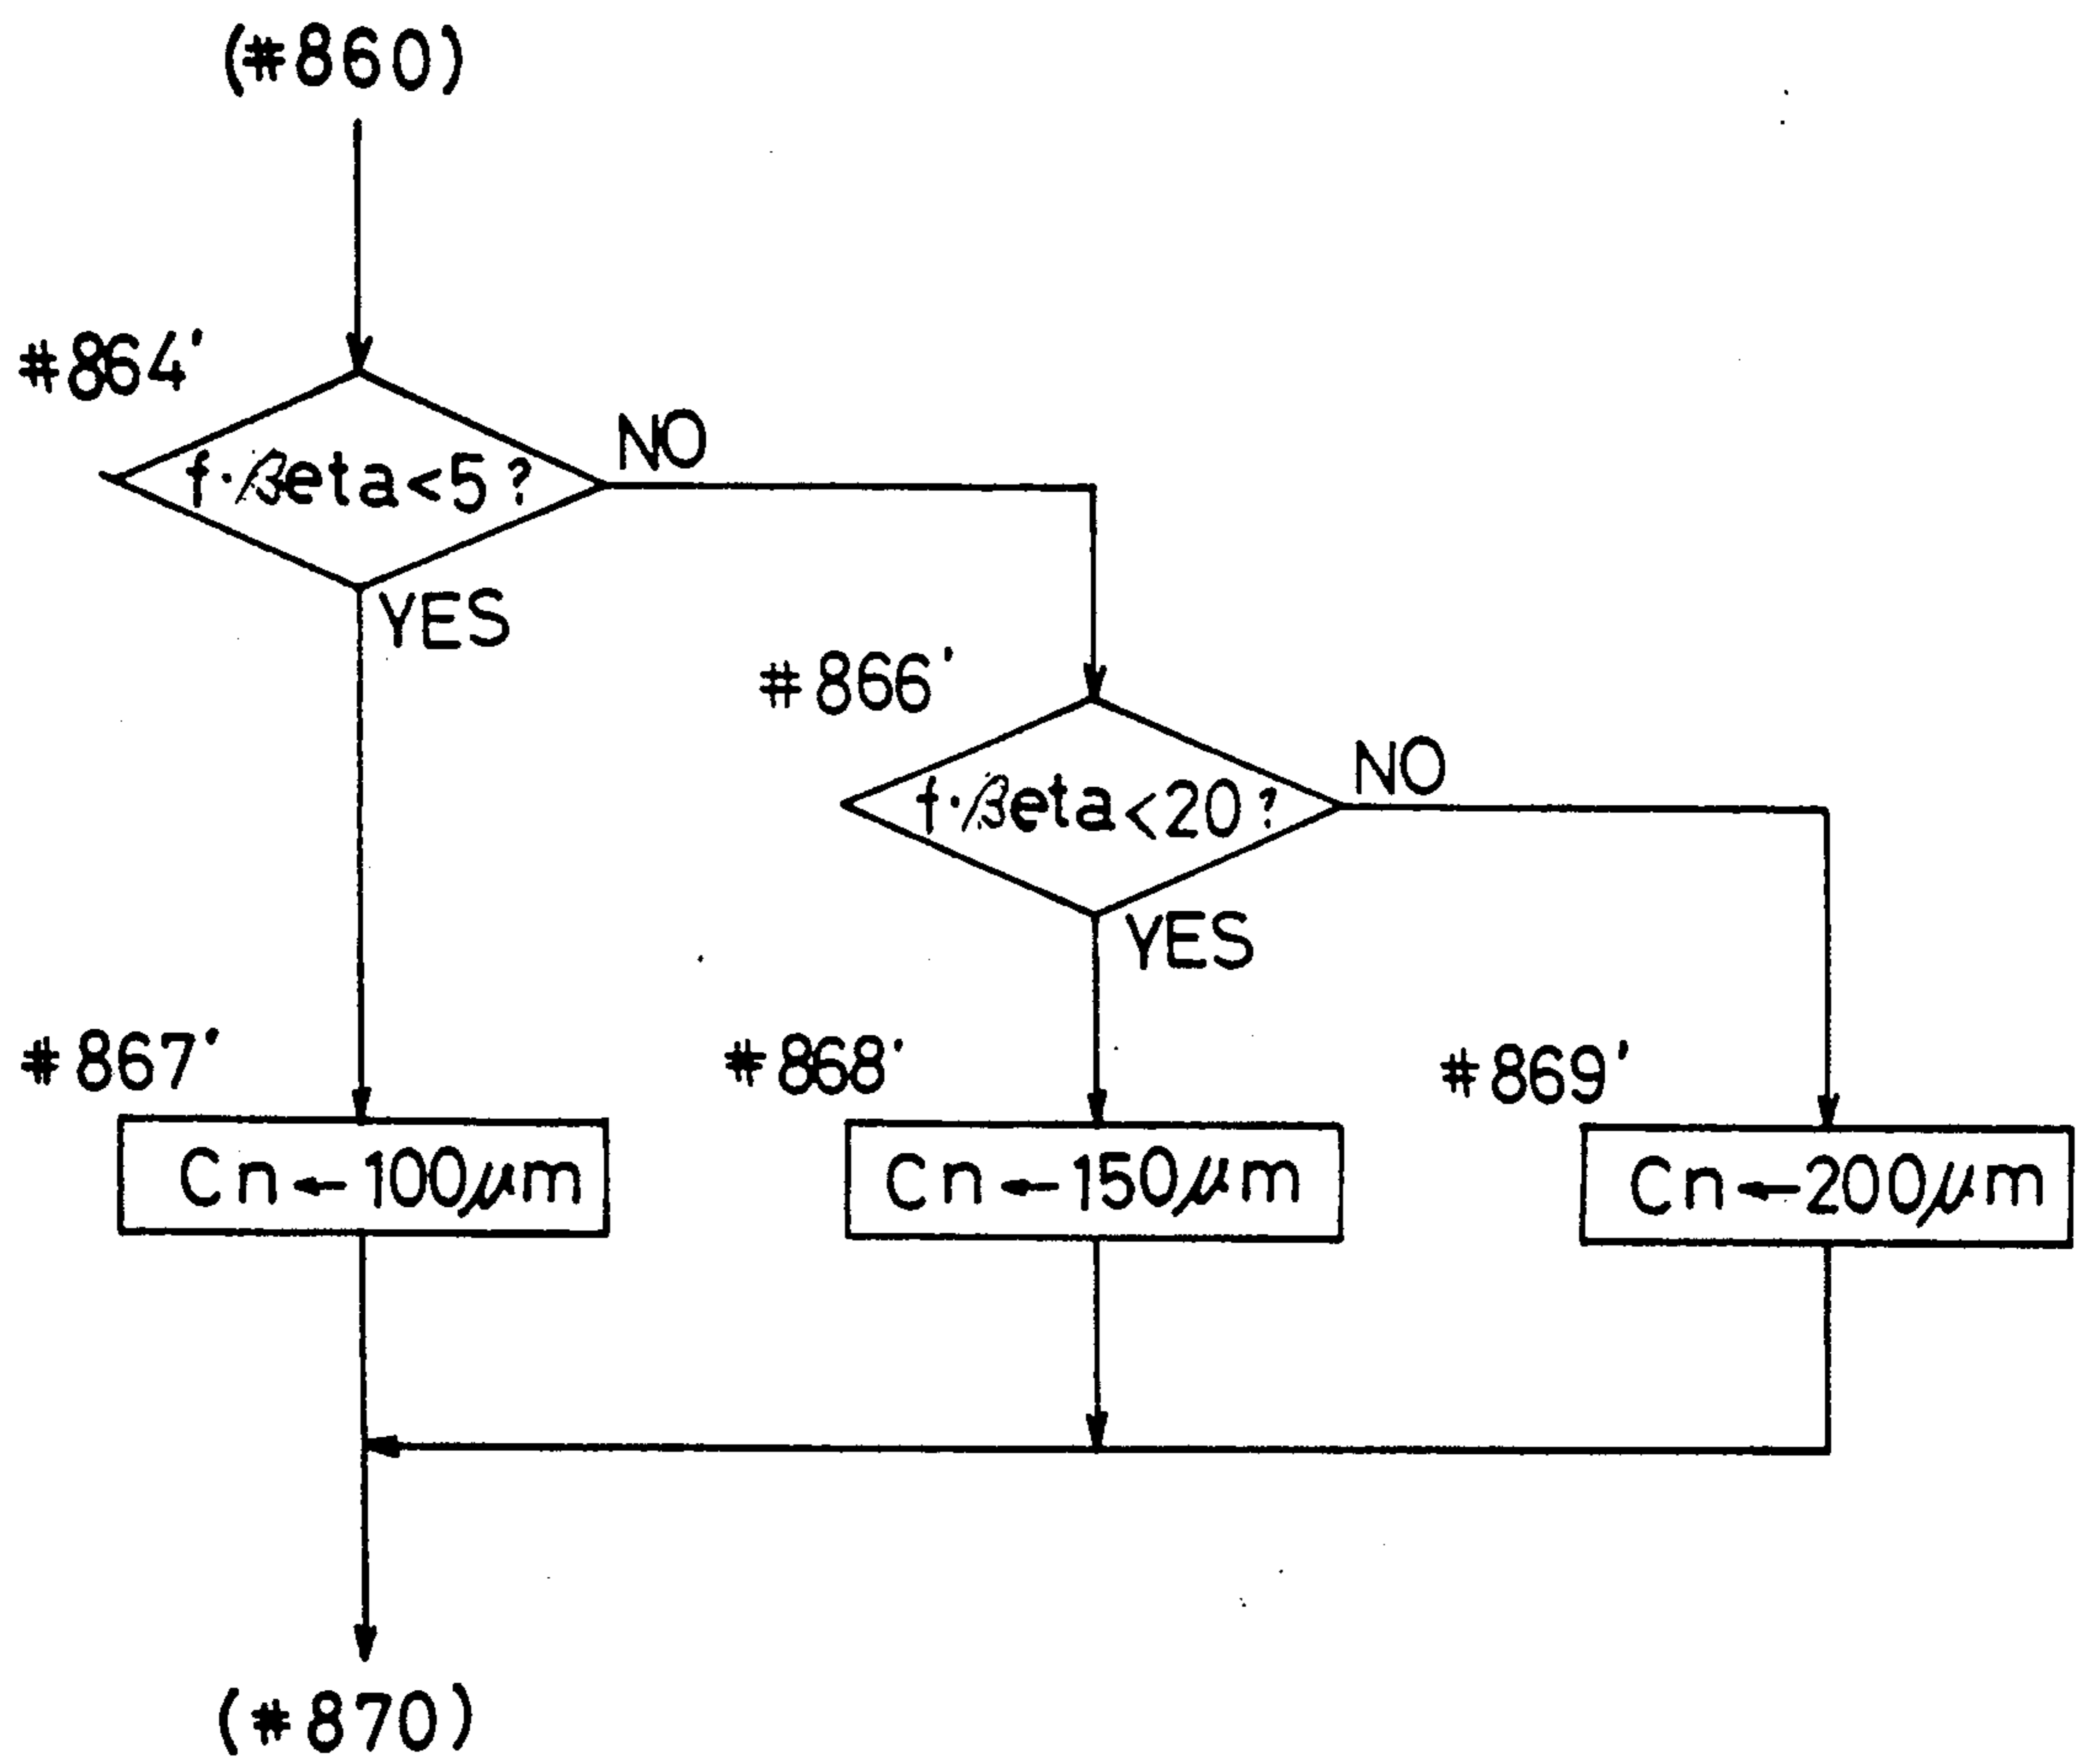 (#860)
#864'
f·βeta<5?
NO
YES
#866'
f·βeta<20?
NO
YES
#867'
Cn←100μm
#868'
Cn←150μm
#869'
Cn←200μm
(#870)